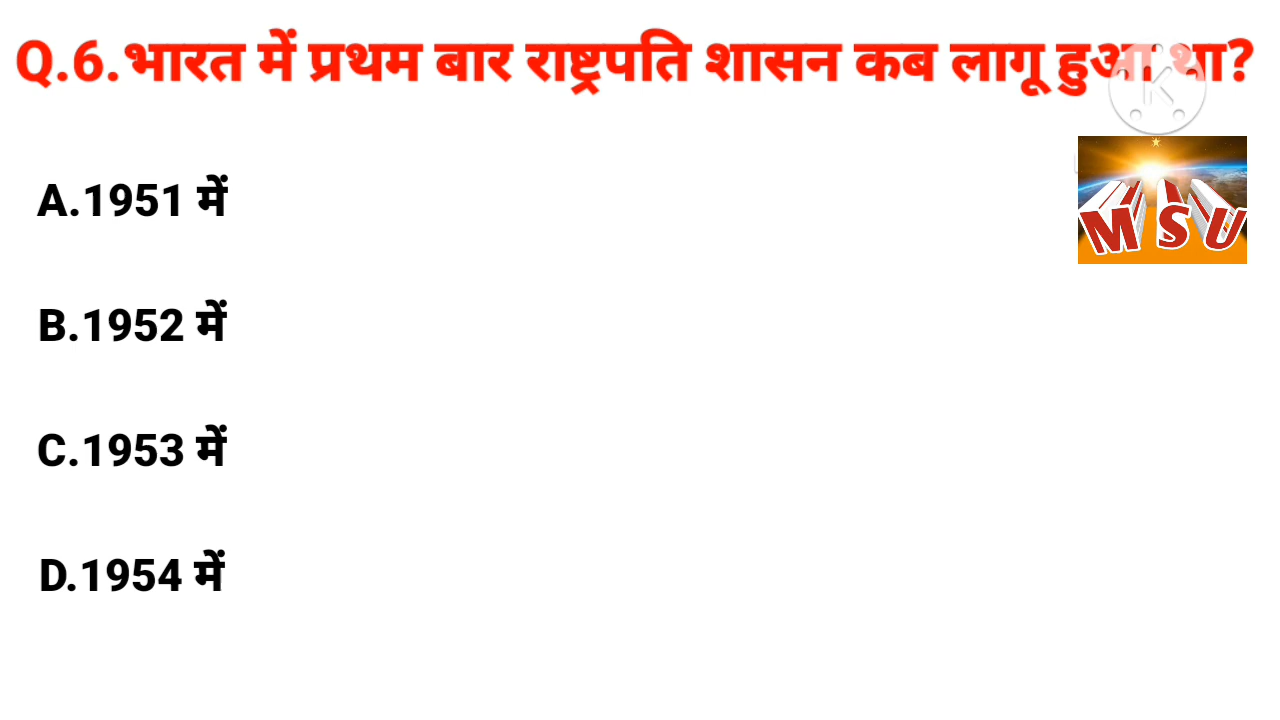 Q.6.भारत में प्रथम बार राष्ट्रपति शासन कब लागू हुआ था?
K
MSU
A.1951 में
B.1952 में
C.1953 में
D.1954 में